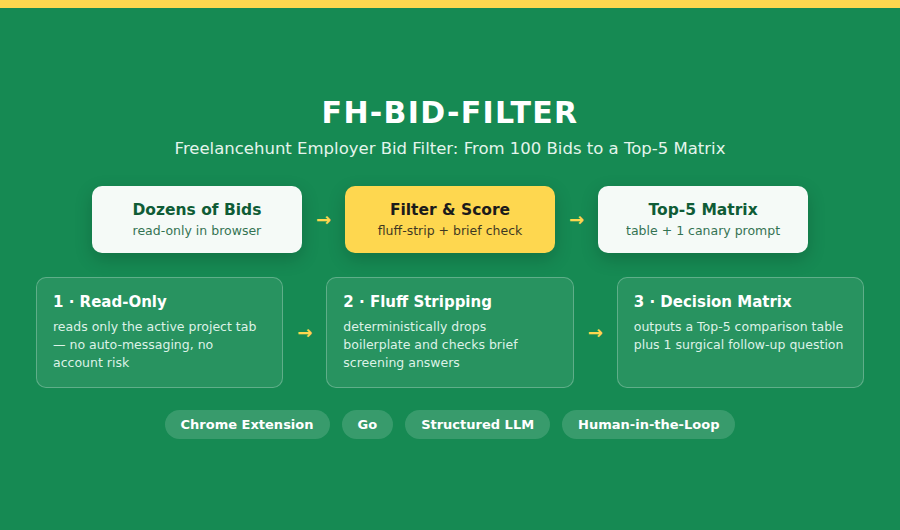 FH-BID-FILTER
Freelancehunt Employer Bid Filter: From 100 Bids to a Top-5 Matrix
Dozens of Bids
read-only in browser
→
Filter & Score
fluff-strip + brief check
→
Top-5 Matrix
table + 1 canary prompt
1 · Read-Only
reads only the active project tab
— no auto-messaging, no
account risk
→
2 · Fluff Stripping
deterministically drops
boilerplate and checks brief
screening answers
→
3 · Decision Matrix
outputs a Top-5 comparison table
plus 1 surgical follow-up question
Chrome Extension
Go
Structured LLM
Human-in-the-Loop